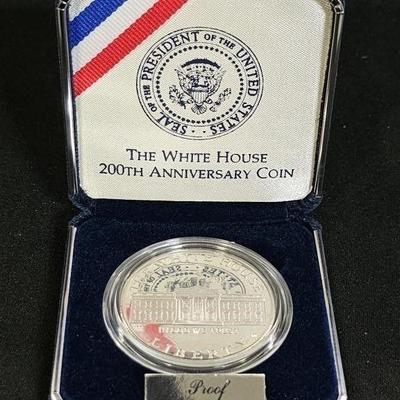 SEAL OF THE PRESIDENT OF THE UNITED STATES
THE WHITE HOUSE
200TH ANNIVERSARY COIN
LIBERTY
Proof